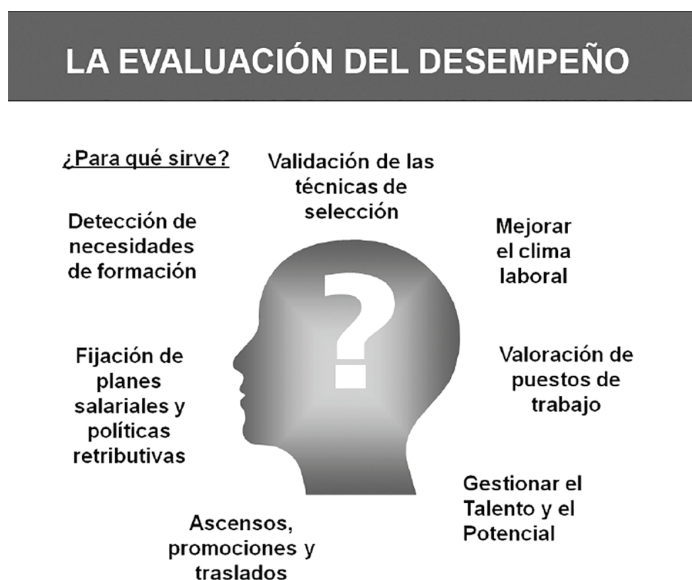 LA EVALUACIÓN DEL DESEMPEÑO
¿Para qué sirve?
Validación de las
técnicas de
selección
Detección de
necesidades
de formación
Mejorar
el clima
laboral
?
Fijación de
planes
salariales y
políticas
retributivas
Valoración de
puestos de
trabajo
Ascensos,
promociones y
traslados
Gestionar el
Talento y el
Potencial